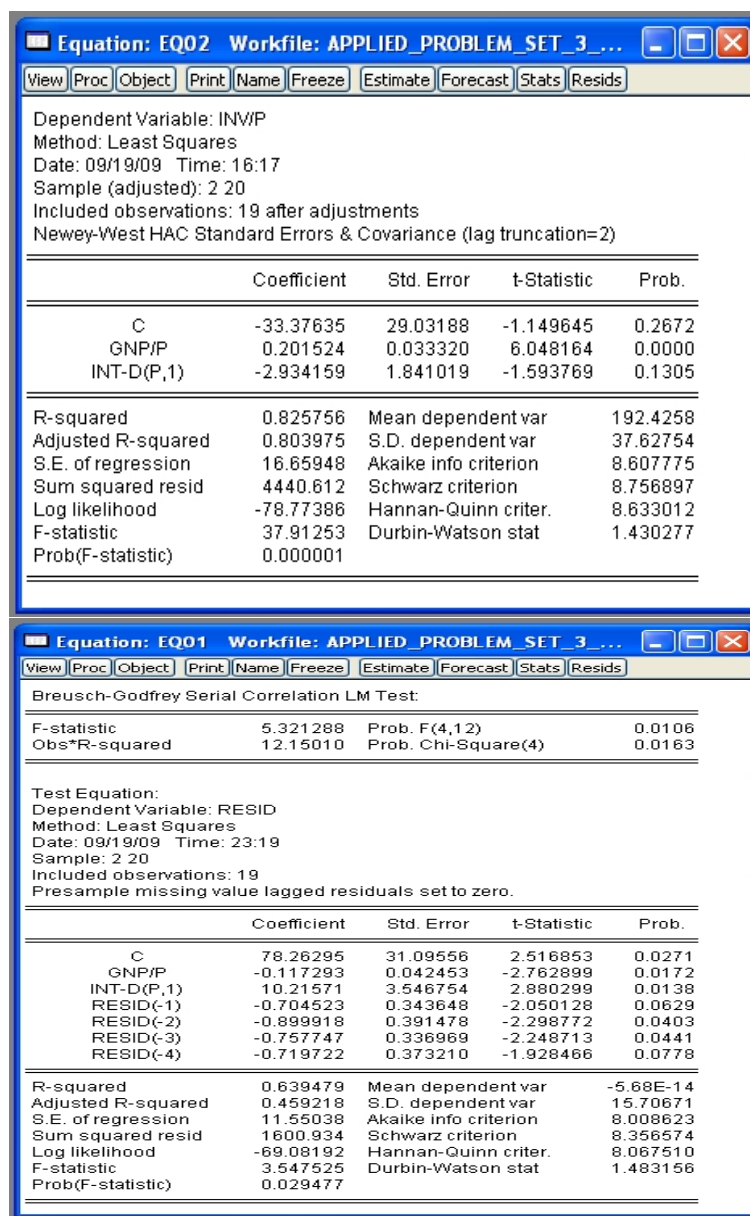 Equation: EQ02 Workfile: APPLIED_PROBLEM_SET_3_...
View Proc Object Print Name Freeze Estimate Forecast Stats Resids
Dependent Variable: INV/P
Method: Least Squares
Date: 09/19/09 Time: 16:17
Sample (adjusted): 2 20
Included observations: 19 after adjustments
Newey-West HAC Standard Errors & Covariance (lag truncation=2)
Coefficient Std. Error t-Statistic Prob.
C -33.37635 29.03188 -1.149645 0.2672
GNP/P 0.201524 0.033320 6.048164 0.0000
INT-D(P,1) -2.934159 1.841019 -1.593769 0.1305
R-squared 0.825756 Mean dependent var 192.4258
Adjusted R-squared 0.803975 S.D. dependent var 37.62754
S.E. of regression 16.65948 Akaike info criterion 8.607775
Sum squared resid 4440.612 Schwarz criterion 8.756897
Log likelihood -78.77386 Hannan-Quinn criter. 8.633012
F-statistic 37.91253 Durbin-Watson stat 1.430277
Prob(F-statistic) 0.000001
Equation: EQ01 Workfile: APPLIED_PROBLEM_SET_3_...
View Proc Object Print Name Freeze Estimate Forecast Stats Resids
Breusch-Godfrey Serial Correlation LM Test:
F-statistic 5.321288 Prob. F(4,12) 0.0106
Obs*R-squared 12.15010 Prob. Chi-Square(4) 0.0163
Test Equation:
Dependent Variable: RESID
Method: Least Squares
Date: 09/19/09 Time: 23:19
Sample: 2 20
Included observations: 19
Presample missing value lagged residuals set to zero.
Coefficient Std. Error t-Statistic Prob.
C 78.26295 31.09556 2.516853 0.0271
GNP/P -0.117293 0.042453 -2.762899 0.0172
INT-D(P,1) 10.21571 3.546754 2.880299 0.0138
RESID(-1) -0.704523 0.343648 -2.050128 0.0629
RESID(-2) -0.899918 0.391478 -2.298772 0.0403
RESID(-3) -0.757747 0.336969 -2.248713 0.0441
RESID(-4) -0.719722 0.373210 -1.928466 0.0778
R-squared 0.639479 Mean dependent var -5.68E-14
Adjusted R-squared 0.459218 S.D. dependent var 15.70671
S.E. of regression 11.55038 Akaike info criterion 8.008623
Sum squared resid 1600.934 Schwarz criterion 8.356574
Log likelihood -69.08192 Hannan-Quinn criter. 8.067510
F-statistic 3.547525 Durbin-Watson stat 1.483156
Prob(F-statistic) 0.029477